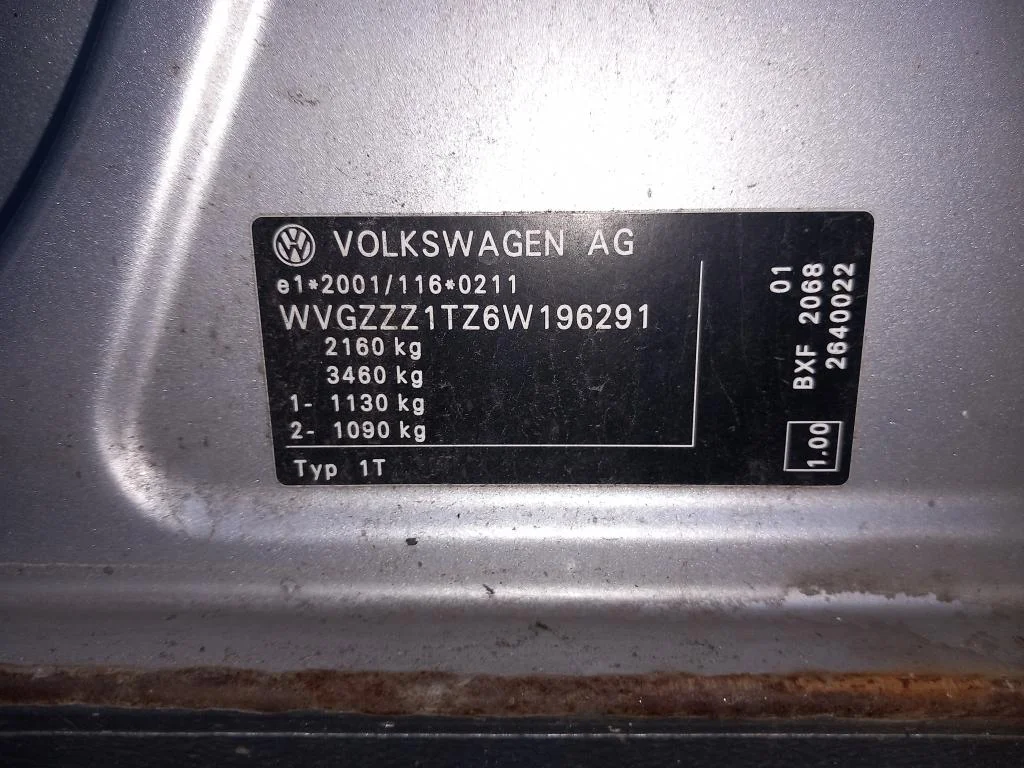 VOLKSWAGEN AG
e1*2001/116*0211
WVGZZZ1TZ6W196291
2160 kg
3460 kg
1- 1130 kg
2- 1090 kg
Typ 1T
01
BXF 2068
2640022
1.00